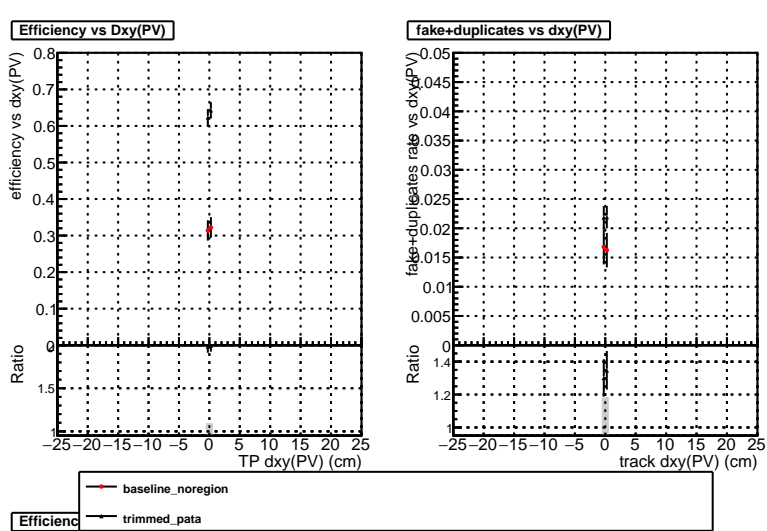 Efficiency vs Dxy(PV)
efficiency vs dxy(PV)
0.8
0.7
0.6
0.5
0.4
0.3
0.2
0.1
0
Ratio
2
1.5
1
−25 −20 −15 −10 −5 0 5 10 15 20 25
TP dxy(PV) (cm)
fake+duplicates vs dxy(PV)
fake+duplicates rate vs dxy(PV)
0.05
0.045
0.04
0.035
0.03
0.025
0.02
0.015
0.01
0.005
0
Ratio
1.4
1.2
1
−25 −20 −15 −10 −5 0 5 10 15 20 25
track dxy(PV) (cm)
baseline_noregion
trimmed_pata
Efficienc